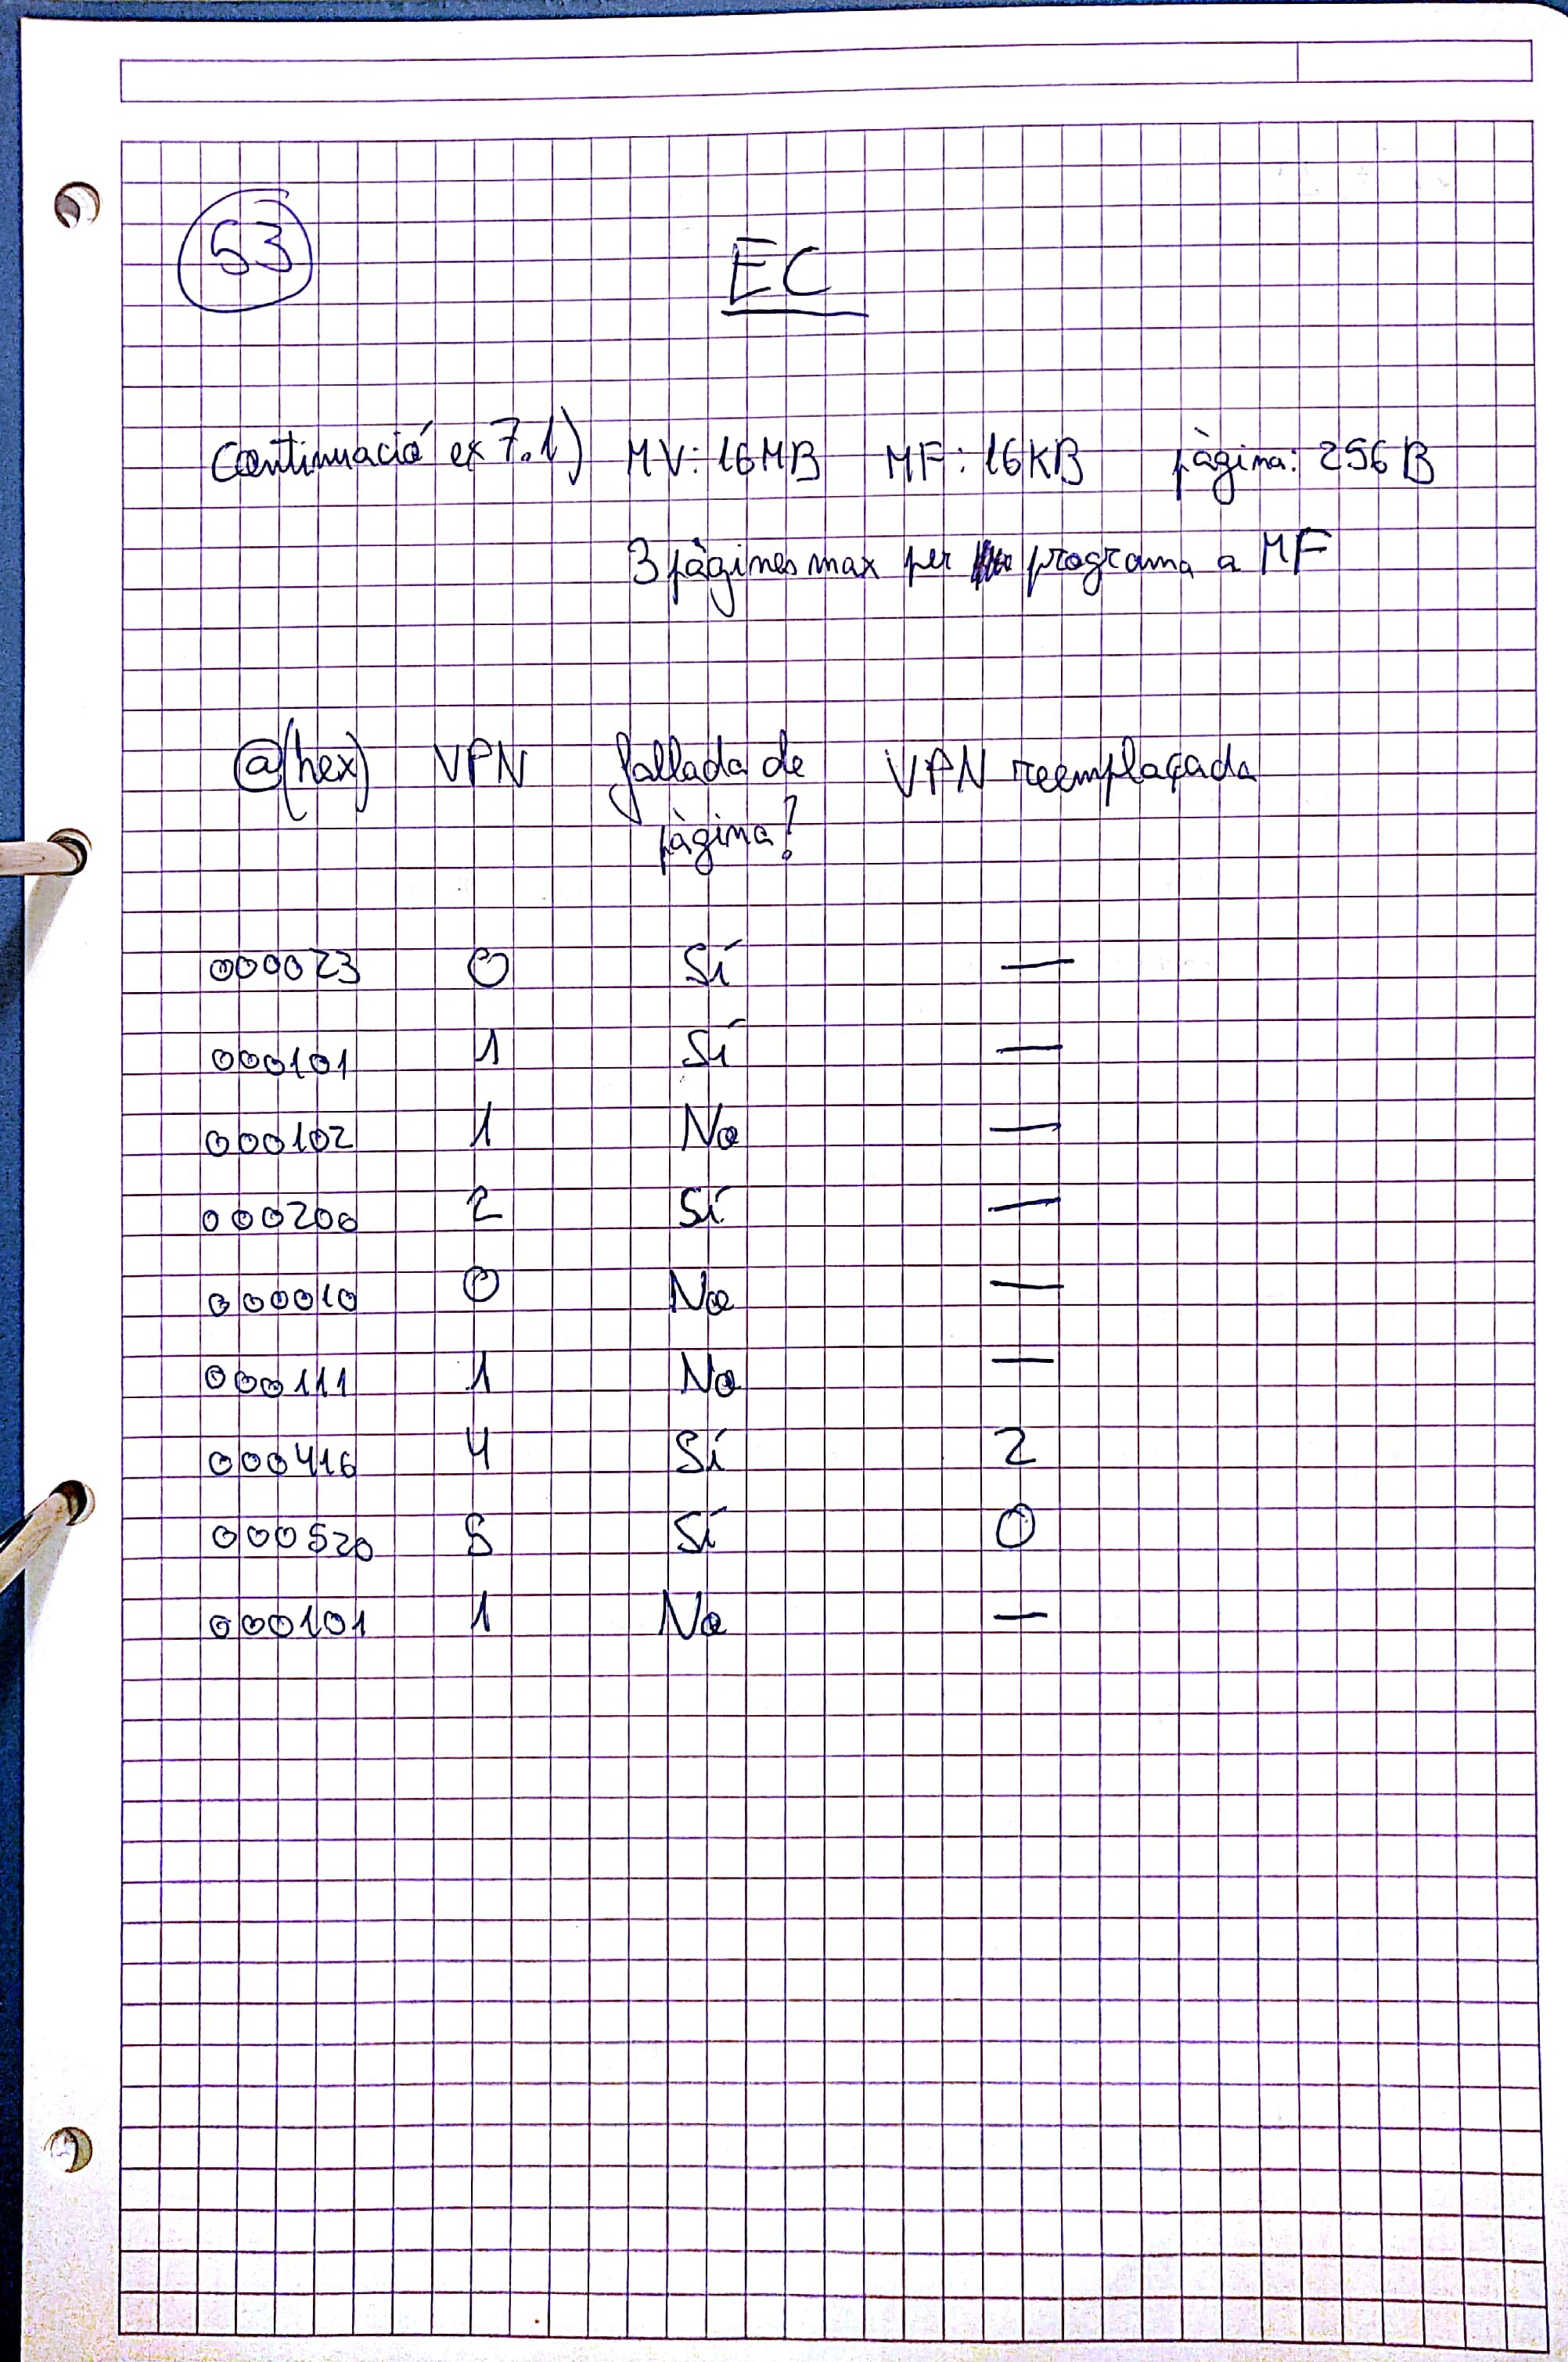 53
EC
Continuació ex 7.1) MV: 16MB MF: 16KB pàgina: 256B
3 pàgines max per programa a MF
@(hex) VPN fallada de pàgina? VPN reemplaçada
000023 0 Sí —
000101 1 Sí —
000102 1 No —
000200 2 Sí —
000010 0 No —
000111 1 No —
000416 4 Sí 2
000520 5 Sí 0
000101 1 No —